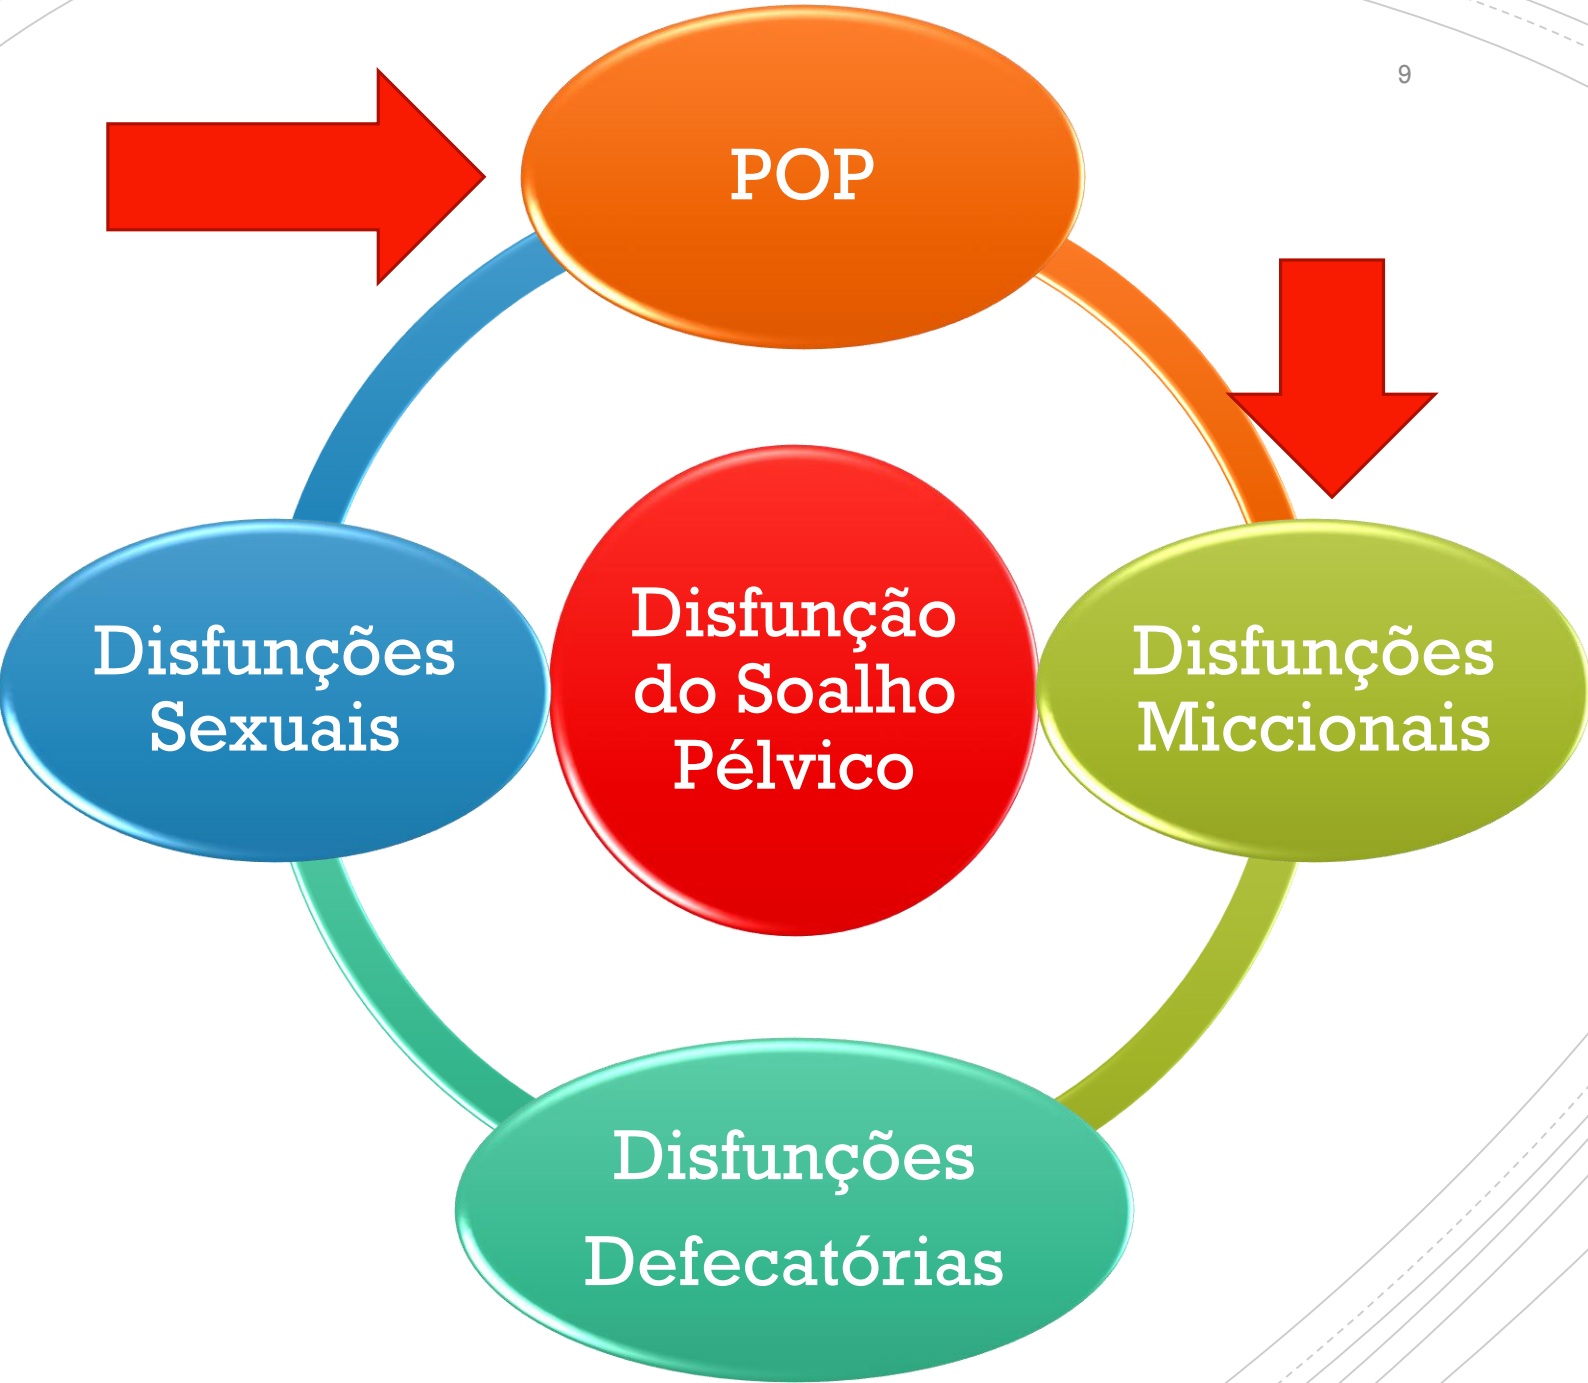 9
POP
Disfunções
Sexuais
Disfunção
do Soalho
Pélvico
Disfunções
Miccionais
Disfunções
Defecatórias